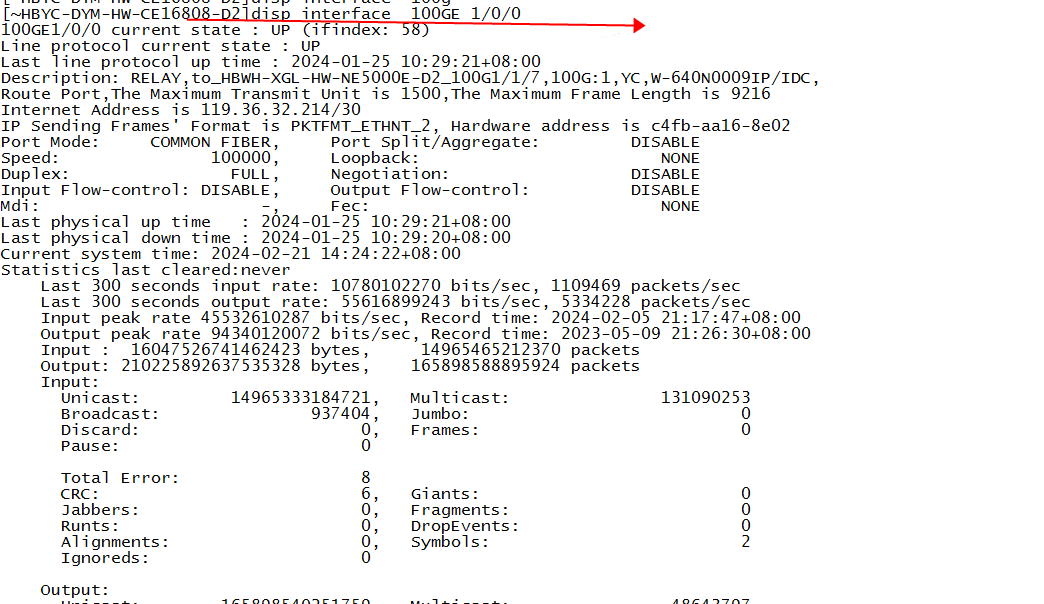 [~HBYC-DYM-HW-CE16808-D2]disp interface  100g
[~HBYC-DYM-HW-CE16808-D2]disp interface  100GE 1/0/0
100GE1/0/0 current state : UP (ifindex: 58)
Line protocol current state : UP
Last line protocol up time : 2024-01-25 10:29:21+08:00
Description: RELAY,to_HBWH-XGL-HW-NE5000E-D2_100G1/1/7,100G:1,YC,W-640N0009IP/IDC,
Route Port,The Maximum Transmit Unit is 1500,The Maximum Frame Length is 9216
Internet Address is 119.36.32.214/30
IP Sending Frames' Format is PKTFMT_ETHNT_2, Hardware address is c4fb-aa16-8e02
Port Mode:     COMMON FIBER,     Port Split/Aggregate:         DISABLE
Speed:               100000,     Loopback:                        NONE
Duplex:                FULL,     Negotiation:                  DISABLE
Input Flow-control: DISABLE,     Output Flow-control:          DISABLE
Mdi:                      -,     Fec:                             NONE
Last physical up time   : 2024-01-25 10:29:21+08:00
Last physical down time : 2024-01-25 10:29:20+08:00
Current system time: 2024-02-21 14:24:22+08:00
Statistics last cleared:never
    Last 300 seconds input rate: 10780102270 bits/sec, 1109469 packets/sec
    Last 300 seconds output rate: 55616899243 bits/sec, 5334228 packets/sec
    Input peak rate 45532610287 bits/sec, Record time: 2024-02-05 21:17:47+08:00
    Output peak rate 94340120072 bits/sec, Record time: 2023-05-09 21:26:30+08:00
    Input :  16047526741462423 bytes,     14965465212370 packets
    Output: 210225892637535328 bytes,    165898588895924 packets
    Input:
      Unicast:         14965333184721,   Multicast:               131090253
      Broadcast:               937404,   Jumbo:                           0
      Discard:                      0,   Frames:                          0
      Pause:                        0
      Total Error:                  8
      CRC:                          6,   Giants:                          0
      Jabbers:                      0,   Fragments:                       0
      Runts:                        0,   DropEvents:                      0
      Alignments:                   0,   Symbols:                         2
      Ignoreds:                     0
    Output:
      Unicast:        165898540251750,   Multicast:                48643797